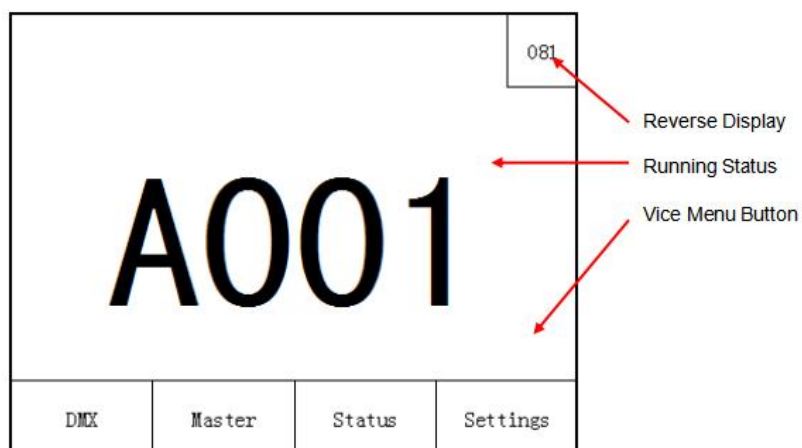 081
Reverse Display
Running Status
A001
Vice Menu Button
DMX Master Status Settings